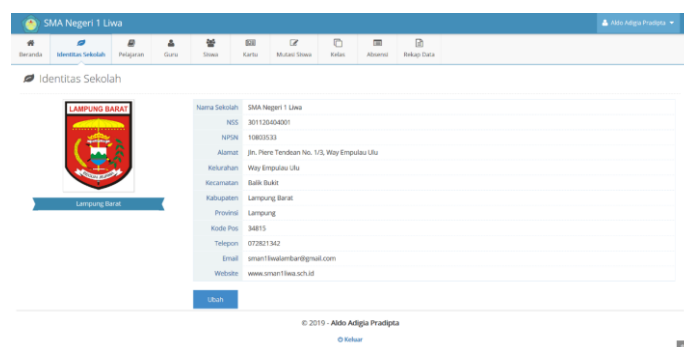 SMA Negeri 1 Liwa
Aldo Adigia Pradipta
Beranda Identitas Sekolah Pelajaran Guru Siswa Kartu Mutasi Siswa Kelas Absensi Rekap Data
Identitas Sekolah
LAMPUNG BARAT
Lampung Barat
Nama Sekolah SMA Negeri 1 Liwa
NSS 301120404001
NPSN 10803533
Alamat Jln. Piere Tendean No. 1/3, Way Empulau Ulu
Kelurahan Way Empulau Ulu
Kecamatan Balik Bukit
Kabupaten Lampung Barat
Provinsi Lampung
Kode Pos 34815
Telepon 072821342
Email sman1liwalambar@gmail.com
Website www.sman1liwa.sch.id
Ubah
© 2019 - Aldo Adigia Pradipta
Keluar